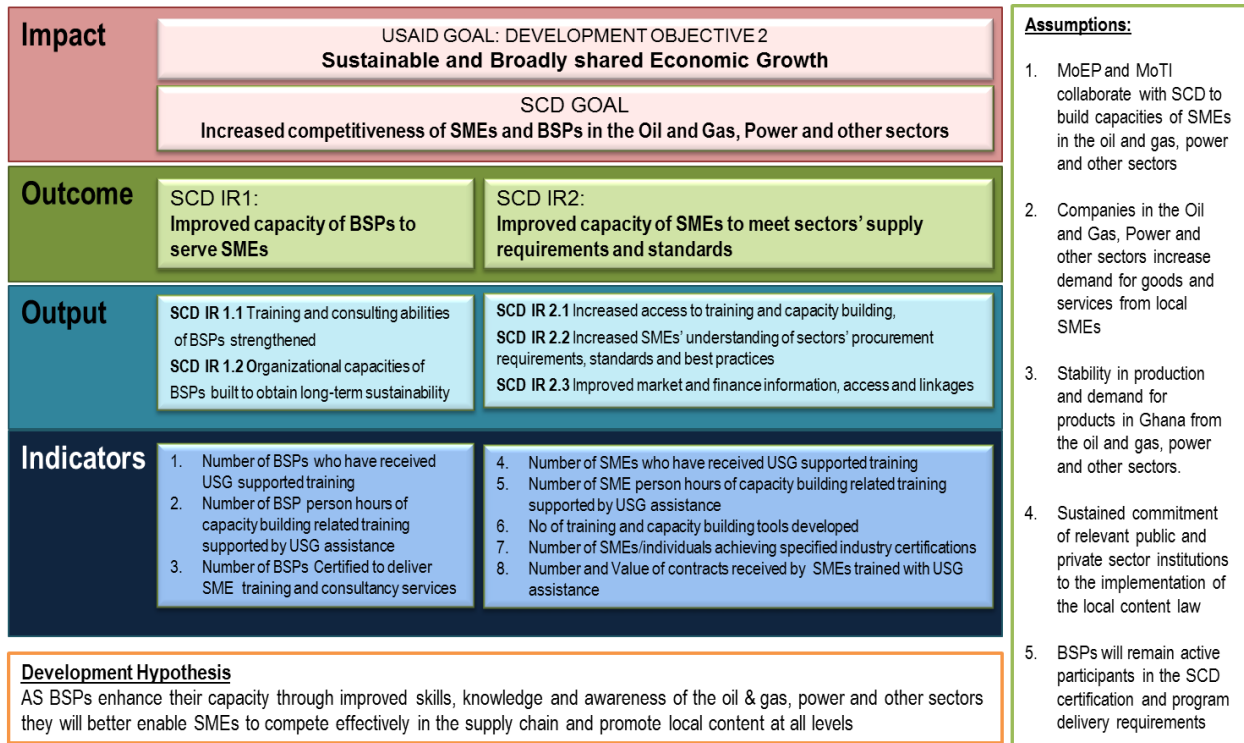 Impact
USAID GOAL: DEVELOPMENT OBJECTIVE 2
Sustainable and Broadly shared Economic Growth
SCD GOAL
Increased competitiveness of SMEs and BSPs in the Oil and Gas, Power and other sectors
Outcome
SCD IR1:
Improved capacity of BSPs to
serve SMEs
SCD IR2:
Improved capacity of SMEs to meet sectors' supply
requirements and standards
Output
SCD IR 1.1 Training and consulting abilities
of BSPs strengthened
SCD IR 1.2 Organizational capacities of
BSPs built to obtain long-term sustainability
SCD IR 2.1 Increased access to training and capacity building,
SCD IR 2.2 Increased SMEs' understanding of sectors' procurement
requirements, standards and best practices
SCD IR 2.3 Improved market and finance information, access and linkages
Indicators
1. Number of BSPs who have received
USG supported training
2. Number of BSP person hours of
capacity building related training
supported by USG assistance
3. Number of BSPs Certified to deliver
SME training and consultancy services
4. Number of SMEs who have received USG supported training
5. Number of SME person hours of capacity building related training
supported by USG assistance
6. No of training and capacity building tools developed
7. Number of SMEs/individuals achieving specified industry certifications
8. Number and Value of contracts received by SMEs trained with USG
assistance
Development Hypothesis
AS BSPs enhance their capacity through improved skills, knowledge and awareness of the oil & gas, power and other sectors
they will better enable SMEs to compete effectively in the supply chain and promote local content at all levels
Assumptions:
1. MoEP and MoTI
collaborate with SCD to
build capacities of SMEs
in the oil and gas, power
and other sectors
2. Companies in the Oil
and Gas, Power and
other sectors increase
demand for goods and
services from local
SMEs
3. Stability in production
and demand for
products in Ghana from
the oil and gas, power
and other sectors.
4. Sustained commitment
of relevant public and
private sector institutions
to the implementation of
the local content law
5. BSPs will remain active
participants in the SCD
certification and program
delivery requirements